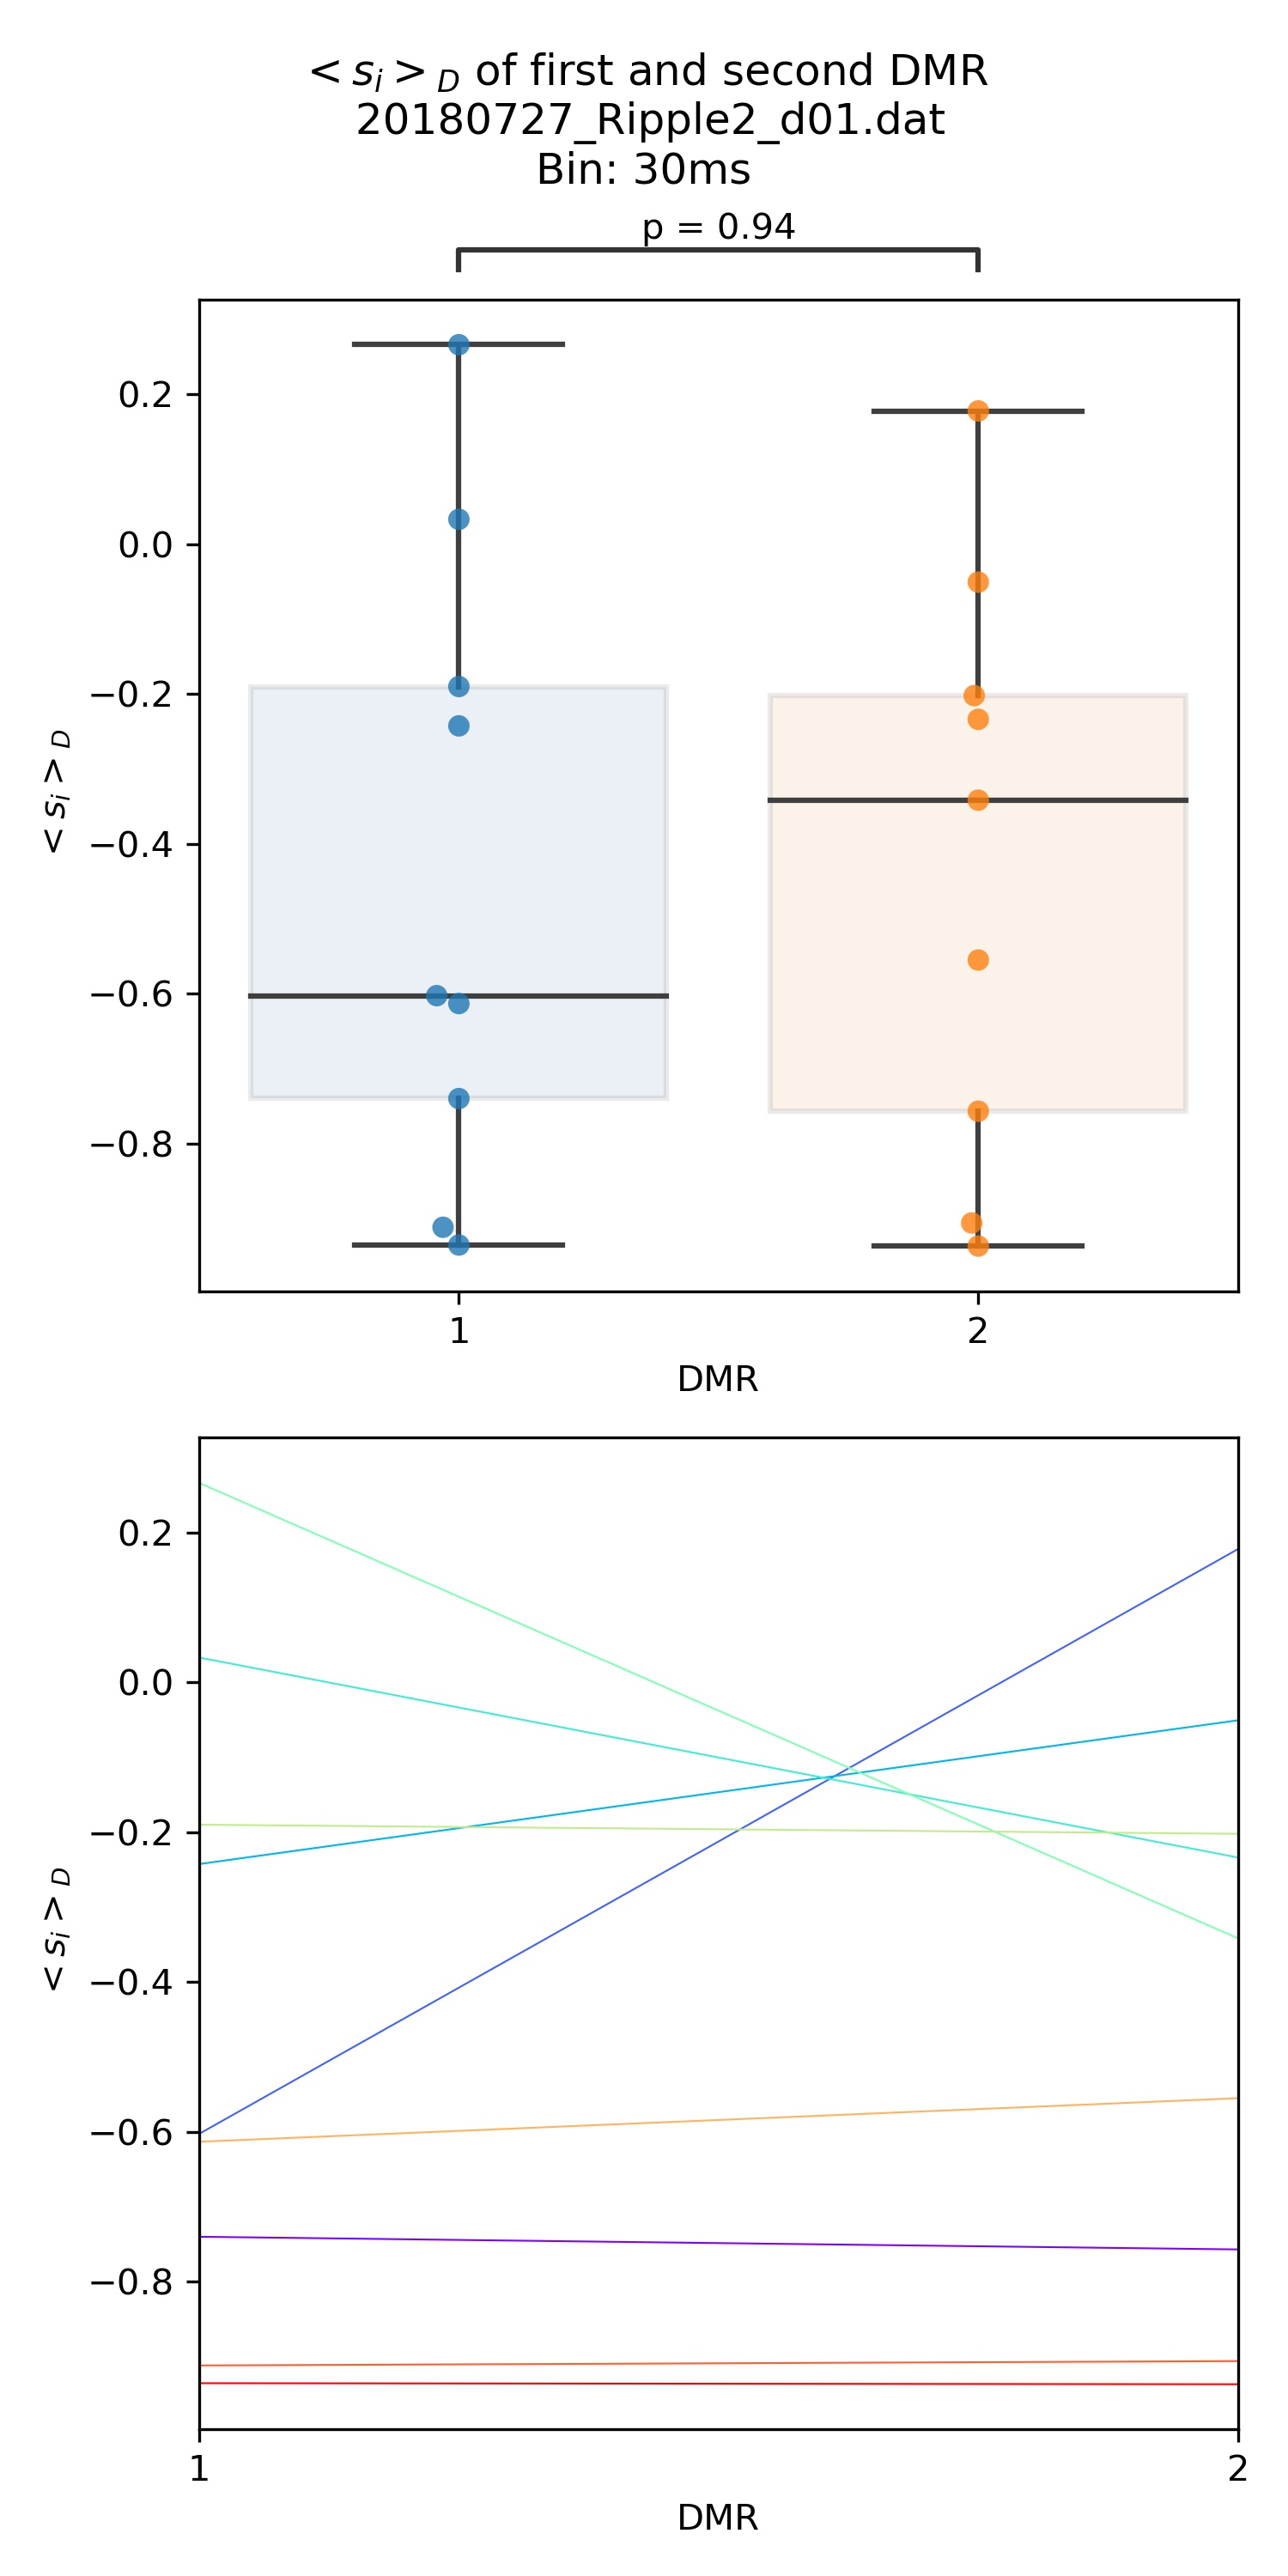 < s_i >_D of first and second DMR
20180727_Ripple2_d01.dat
Bin: 30ms
p = 0.94
0.2
0.0
−0.2
−0.4
−0.6
−0.8
< s_i >_D
1
2
DMR
0.2
0.0
−0.2
−0.4
−0.6
−0.8
< s_i >_D
1
2
DMR